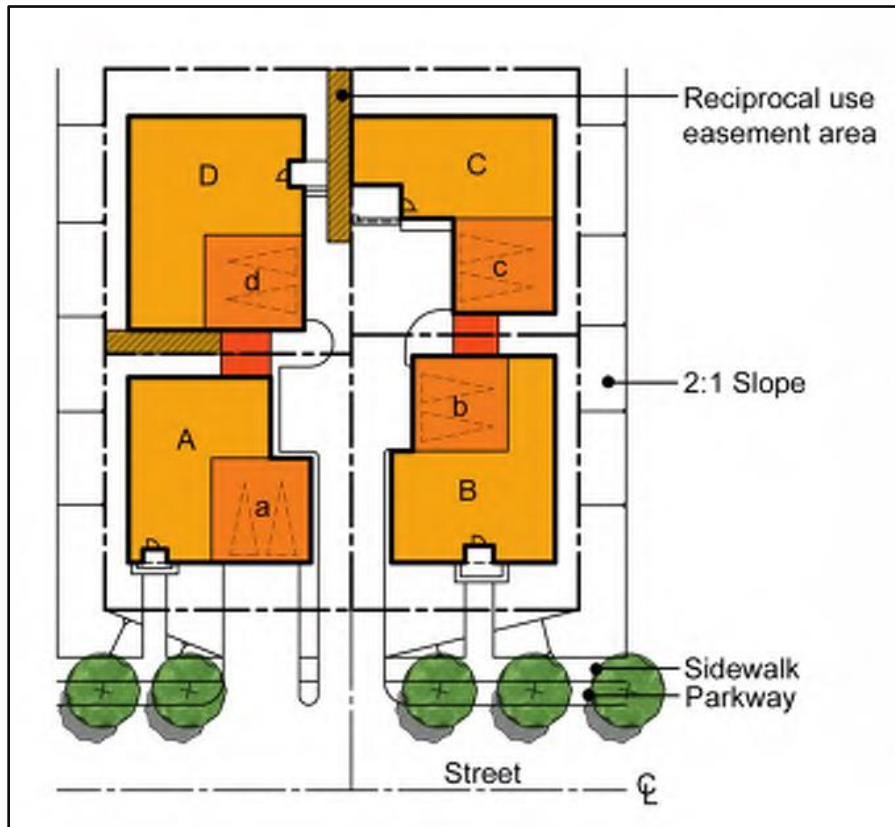 Reciprocal use
easement area
D
C
d
c
2:1 Slope
A
b
a
B
Sidewalk
Parkway
Street
℄